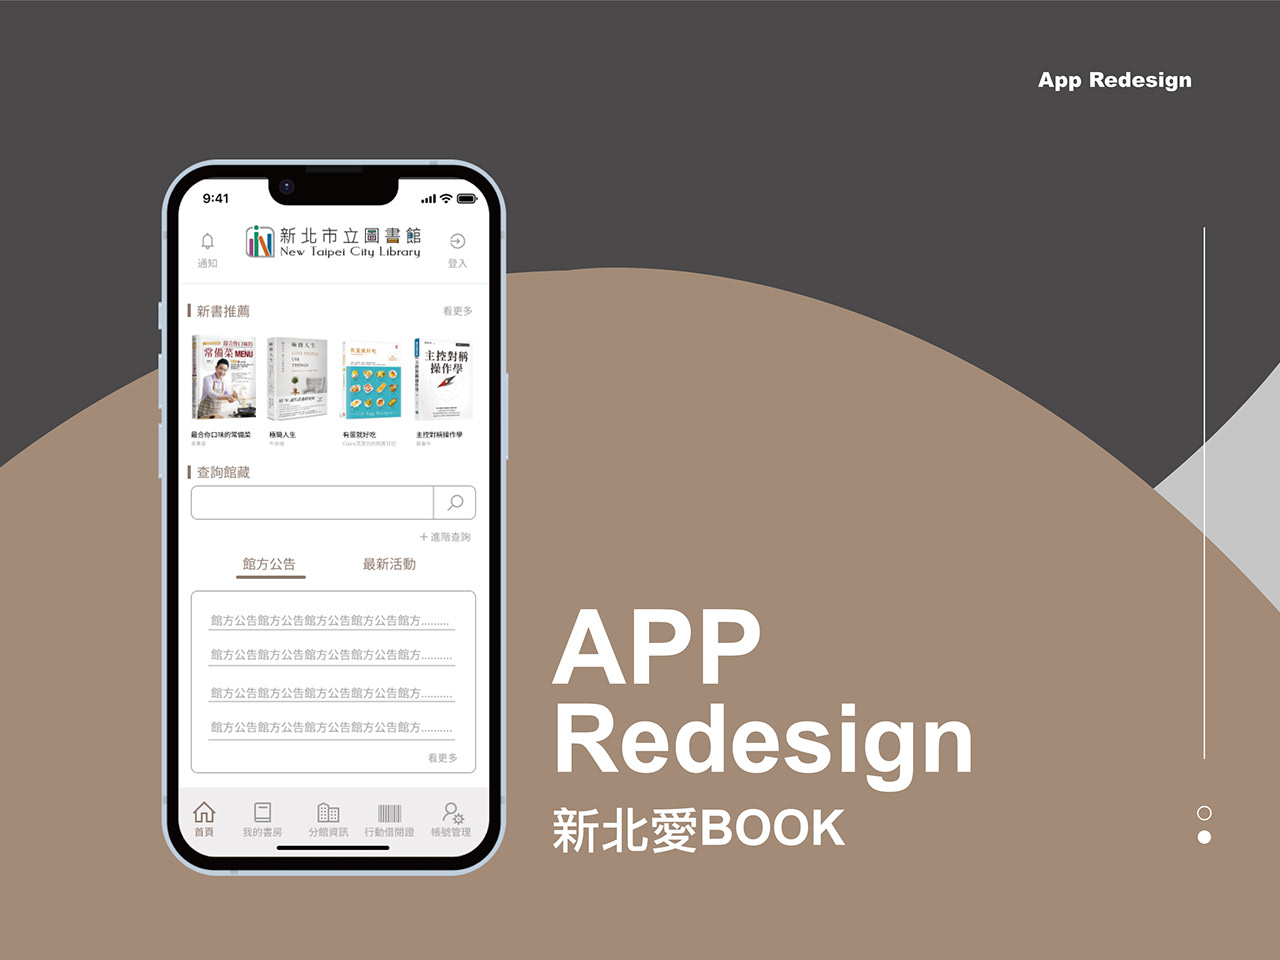 App Redesign
9:41
通知
新北市立圖書館
New Taipei City Library
登入
新書推薦
看更多
最合你口味的
常備菜 MENU
極簡人生
LOVE PEOPLE
USE
THINGS
有蛋就好吃
主控對稱
操作學
最合你口味的常備菜
極簡人生
有蛋就好吃
主控對稱操作學
查詢館藏
+ 進階查詢
館方公告
最新活動
館方公告館方公告館方公告館方公告館方.........
館方公告館方公告館方公告館方公告館方..........
館方公告館方公告館方公告館方公告館方..........
館方公告館方公告館方公告館方公告館方..........
看更多
首頁
我的書房
分館資訊
行動借閱證
帳號管理
APP
Redesign
新北愛BOOK